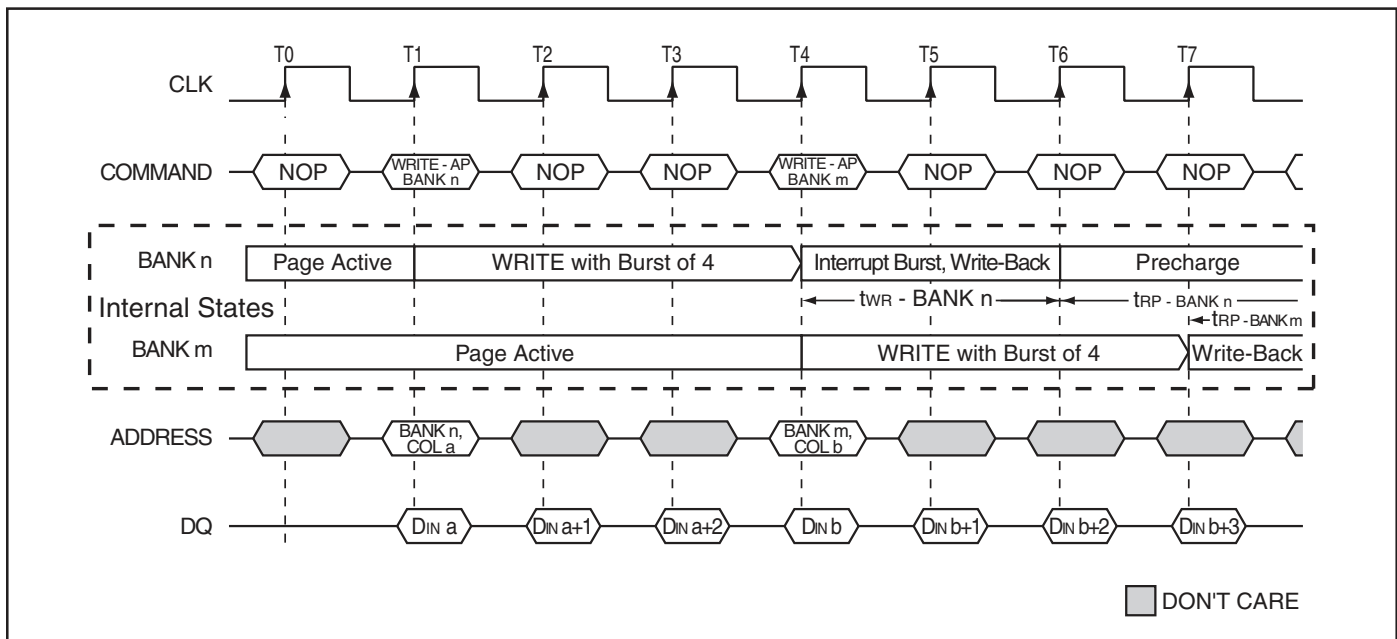 T0 T1 T2 T3 T4 T5 T6 T7
CLK
COMMAND NOP WRITE - AP BANK n NOP NOP WRITE - AP BANK m NOP NOP NOP
BANK n Page Active WRITE with Burst of 4 Interrupt Burst, Write-Back Precharge
Internal States tWR - BANK n tRP - BANK n
tRP - BANK m
BANK m Page Active WRITE with Burst of 4 Write-Back
ADDRESS BANK n, COL a BANK m, COL b
DQ DIN a DIN a+1 DIN a+2 DIN b DIN b+1 DIN b+2 DIN b+3
DON'T CARE